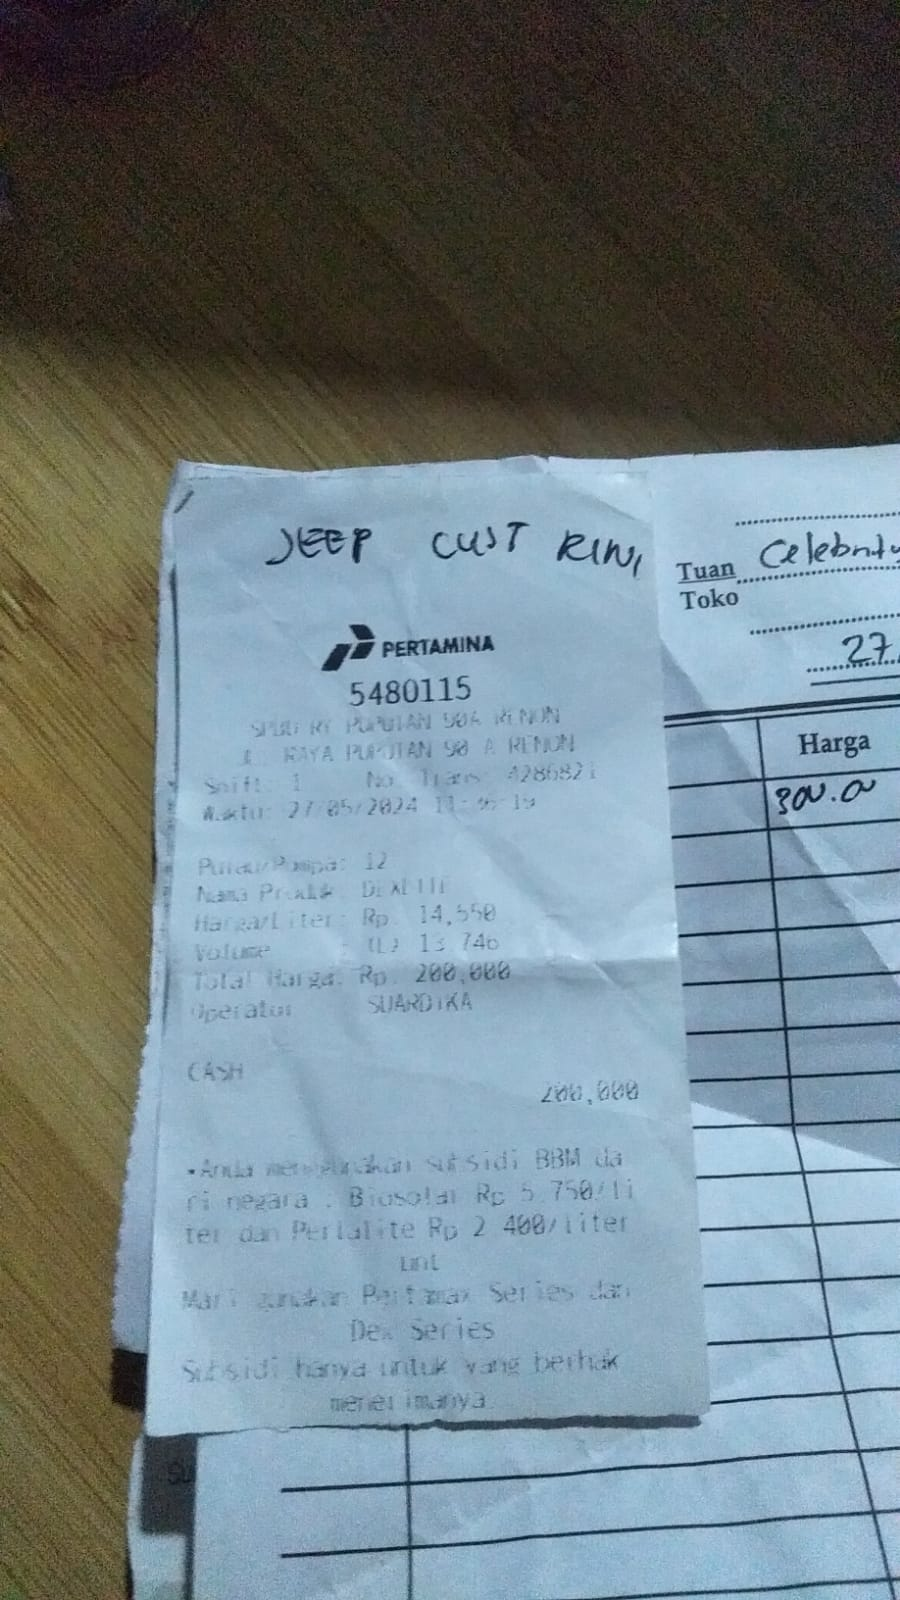 JEEP CUST RINI
PERTAMINA
5480115
SPBU RY PUPUTAN 90A RENON
JL RAYA PUPUTAN 90 A RENON
Shift: 1 No. Trans: 4286821
Waktu: 27/05/2024
Pulau/Pompa: 12
Nama Produk: DEXLITE
Harga/Liter: Rp. 14,550
Volume : (L) 13.746
Total Harga: Rp. 200,000
Operator SUARDIKA
CASH
200,000
•Anda menggunakan subsidi BBM da
ri negara : Biosolar Rp 5.750/li
ter dan Pertalite Rp 2.400/liter
Mari gunakan Pertamax Series dan
Dex Series
Subsidi hanya untuk yang berhak
menerimanya
Tuan
Toko
27
Harga